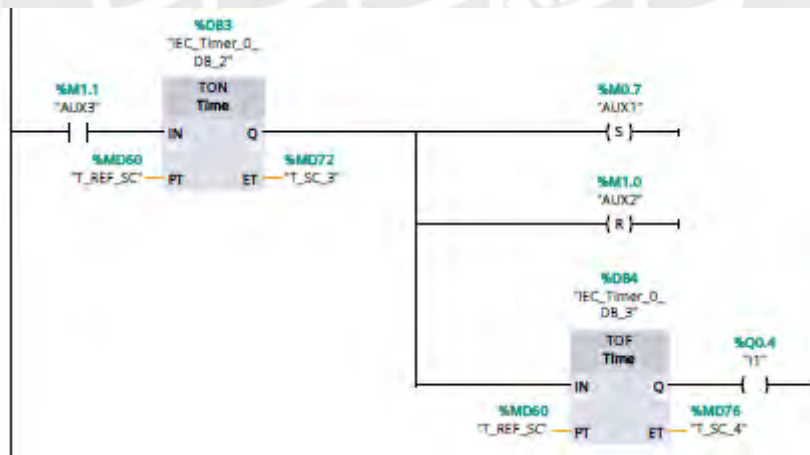 %DB3
"IEC_Timer_0_
DB_2"
%M1.1
"AUX3"
TON
Time
IN
Q
%MD60
"T_REF_SC"
PT
ET
%MD72
"T_SC_3"
%M0.7
"AUX1"
S
%M1.0
"AUX2"
R
%DB4
"IEC_Timer_0_
DB_3"
TOF
Time
IN
Q
%Q0.4
"I1"
%MD60
"T_REF_SC"
PT
ET
%MD76
"T_SC_4"